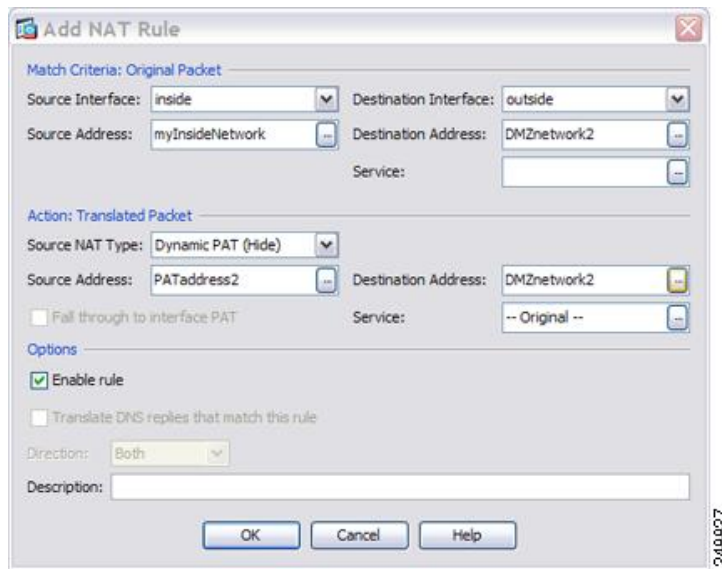 Add NAT Rule
Match Criteria: Original Packet
Source Interface: inside Destination Interface: outside
Source Address: myInsideNetwork ... Destination Address: DMZnetwork2 ...
Service: ...
Action: Translated Packet
Source NAT Type: Dynamic PAT (Hide)
Source Address: PATaddress2 ... Destination Address: DMZnetwork2 ...
Fall through to interface PAT Service: -- Original -- ...
Options
Enable rule
Translate DNS replies that match this rule
Direction: Both
Description:
OK Cancel Help
248827